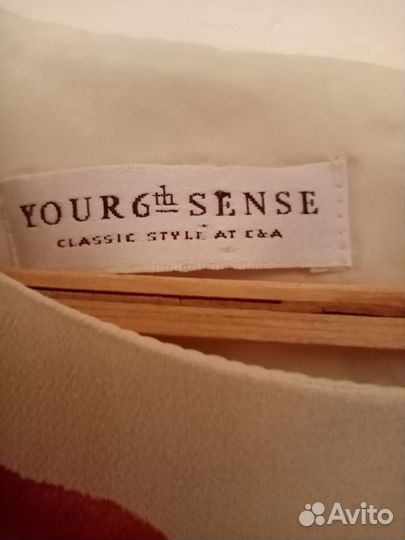 YOUR 6th SENSE
CLASSIC STYLE AT C&A
Avito